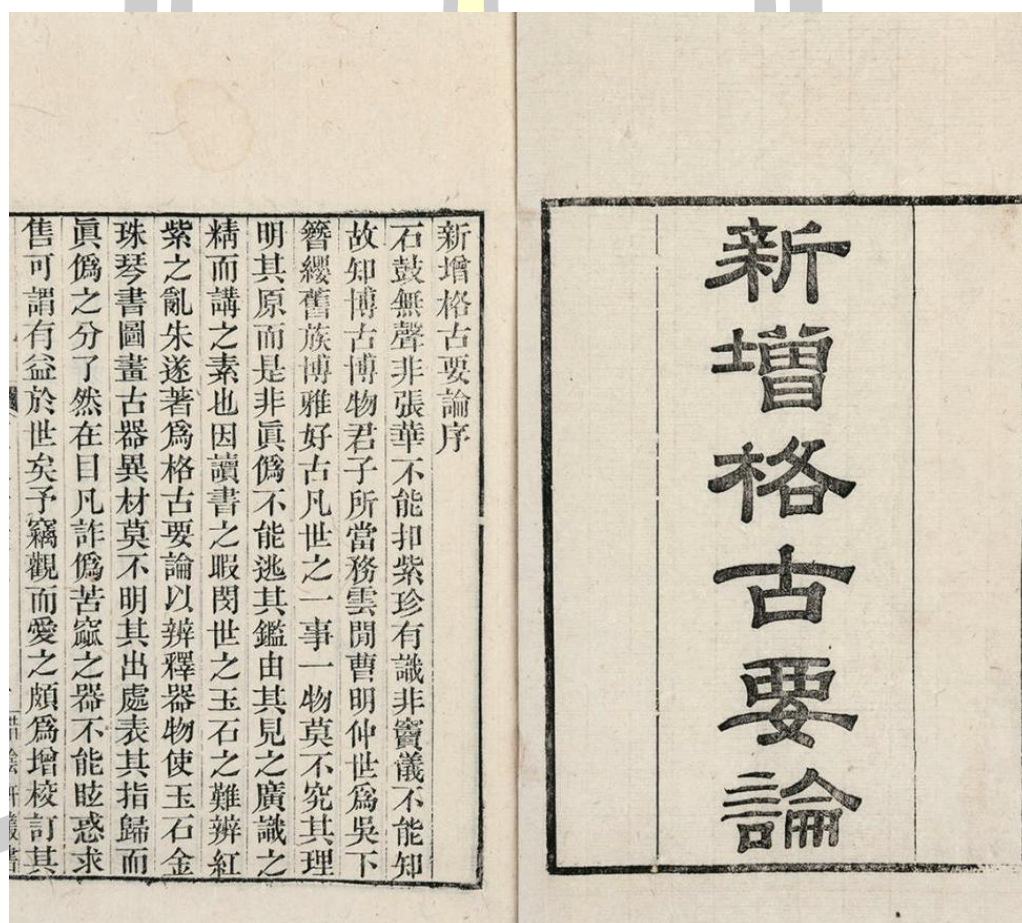 新增格古要論
新增格古要論序
石鼓無聲非張華不能扣紫珍有識非竇儀不能知
故知博古博物君子所當務雲閒曹明仲世爲吳下
簪纓舊族博雅好古凡世之一事一物莫不究其理
明其原而是非眞僞不能逃其鑑由其見之廣識之
精而講之素也因讀書之暇閔世之玉石之難辨紅
紫之亂朱遂著爲格古要論以辨釋器物使玉石金
珠琴書圖畫古器異材莫不明其出處表其指歸而
眞僞之分了然在目凡詐僞苦窳之器不能眩惑求
售可謂有益於世矣予竊觀而愛之頗爲增校訂其